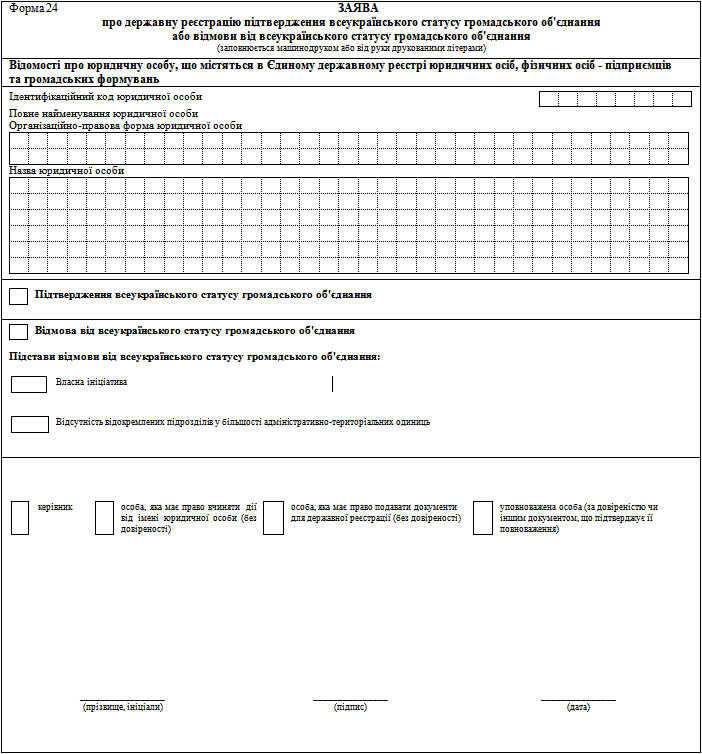 Форма 24
ЗАЯВА
про державну реєстрацію підтвердження всеукраїнського статусу громадського об'єднання
або відмови від всеукраїнського статусу громадського об'єднання
(заповнюється машинодруком або від руки друкованими літерами)
Відомості про юридичну особу, що містяться в Єдиному державному реєстрі юридичних осіб, фізичних осіб - підприємців
та громадських формувань
Ідентифікаційний код юридичної особи
Повне найменування юридичної особи
Організаційно-правова форма юридичної особи
Назва юридичної особи
Підтвердження всеукраїнського статусу громадського об'єднання
Відмова від всеукраїнського статусу громадського об'єднання
Підстави відмови від всеукраїнського статусу громадського об'єднання:
Власна ініціатива
Відсутність відокремлених підрозділів у більшості адміністративно-територіальних одиниць
керівник
особа, яка має право вчиняти дії
від імені юридичної особи (без
довіреності)
особа, яка має право подавати документи
для державної реєстрації (без довіреності)
уповноважена особа (за довіреністю чи
іншим документом, що підтверджує її
повноваження)
(прізвище, ініціали)
(підпис)
(дата)